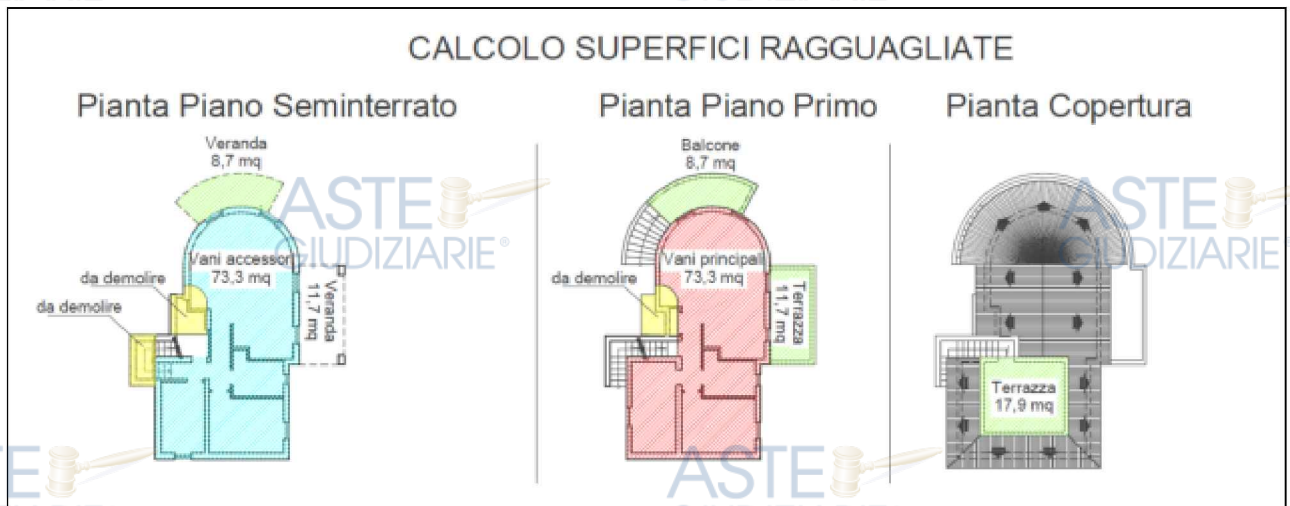 CALCOLO SUPERFICI RAGGUAGLIATE
Pianta Piano Seminterrato
Veranda
8,7 mq
Vani accessori
73,3 mq
da demolire
da demolire
Veranda
11,7 mq
Pianta Piano Primo
Balcone
8,7 mq
Vani principali
73,3 mq
da demolire
Terrazza
11,7 mq
Pianta Copertura
Terrazza
17,9 mq
ASTE
GIUDIZIARIE®
ASTE
GIUDIZIARIE®
TE
ASTE